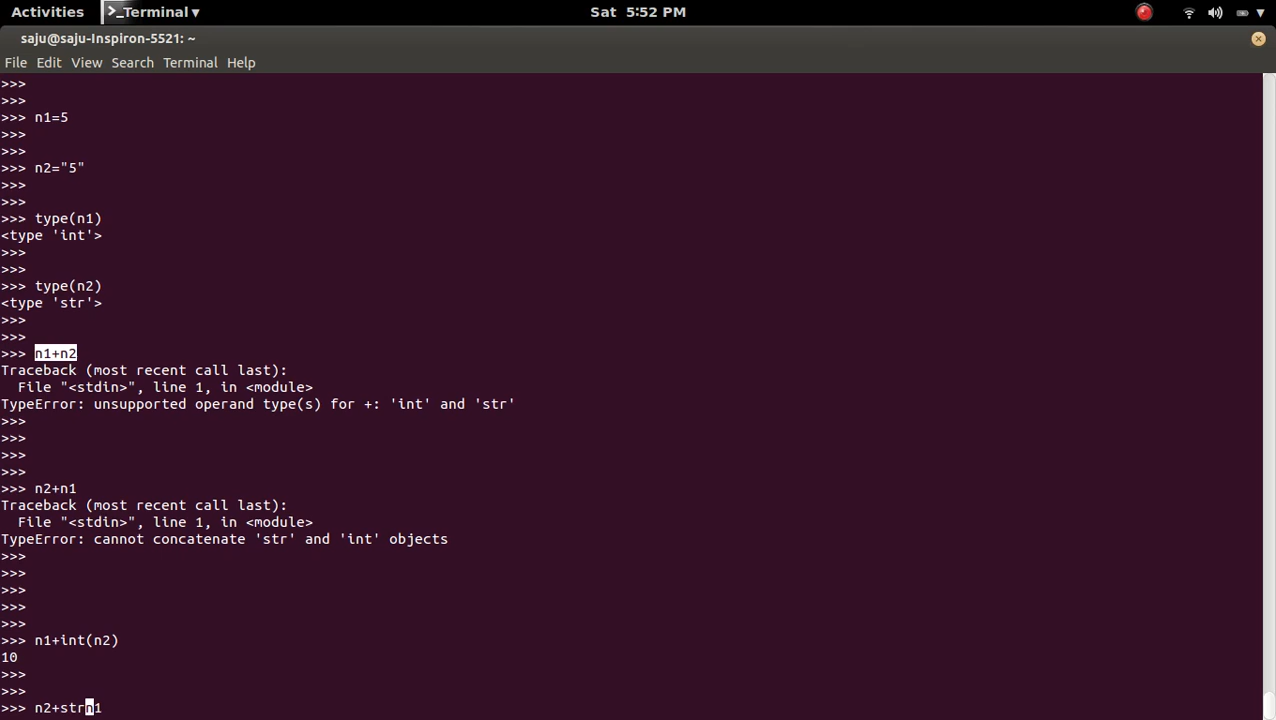 Activities Terminal Sat 5:52 PM
saju@saju-Inspiron-5521: ~
File Edit View Search Terminal Help
>>>
>>>
>>> n1=5
>>>
>>>
>>> n2="5"
>>>
>>>
>>> type(n1)
<type 'int'>
>>>
>>>
>>> type(n2)
<type 'str'>
>>>
>>>
>>> n1+n2
Traceback (most recent call last):
  File "<stdin>", line 1, in <module>
TypeError: unsupported operand type(s) for +: 'int' and 'str'
>>>
>>>
>>>
>>>
>>> n2+n1
Traceback (most recent call last):
  File "<stdin>", line 1, in <module>
TypeError: cannot concatenate 'str' and 'int' objects
>>>
>>>
>>>
>>>
>>>
>>> n1+int(n2)
10
>>>
>>>
>>> n2+strn1